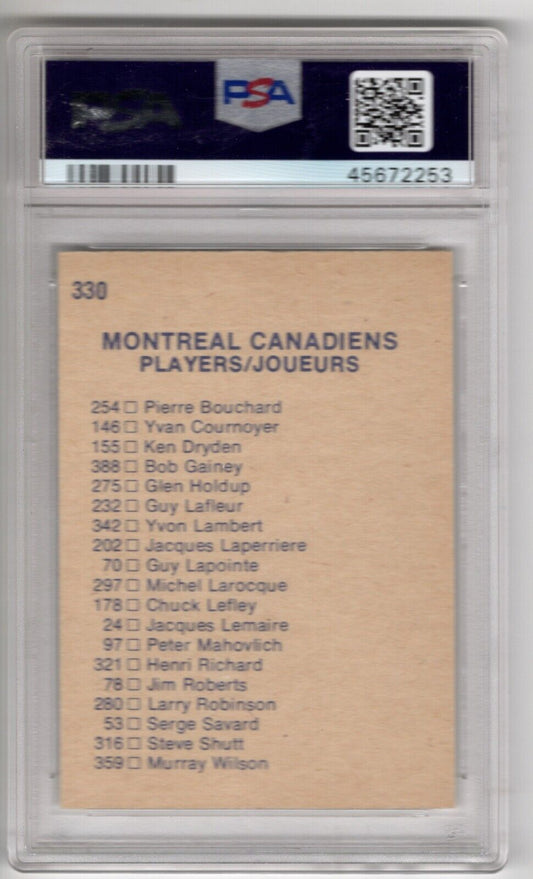 PSA
PSA
45672253
330
MONTREAL CANADIENS
PLAYERS/JOUEURS
254 □ Pierre Bouchard
146 □ Yvan Cournoyer
155 □ Ken Dryden
388 □ Bob Gainey
275 □ Glen Holdup
232 □ Guy Lafleur
342 □ Yvon Lambert
202 □ Jacques Laperriere
70 □ Guy Lapointe
297 □ Michel Larocque
178 □ Chuck Lefley
24 □ Jacques Lemaire
97 □ Peter Mahovlich
321 □ Henri Richard
78 □ Jim Roberts
280 □ Larry Robinson
53 □ Serge Savard
316 □ Steve Shutt
359 □ Murray Wilson